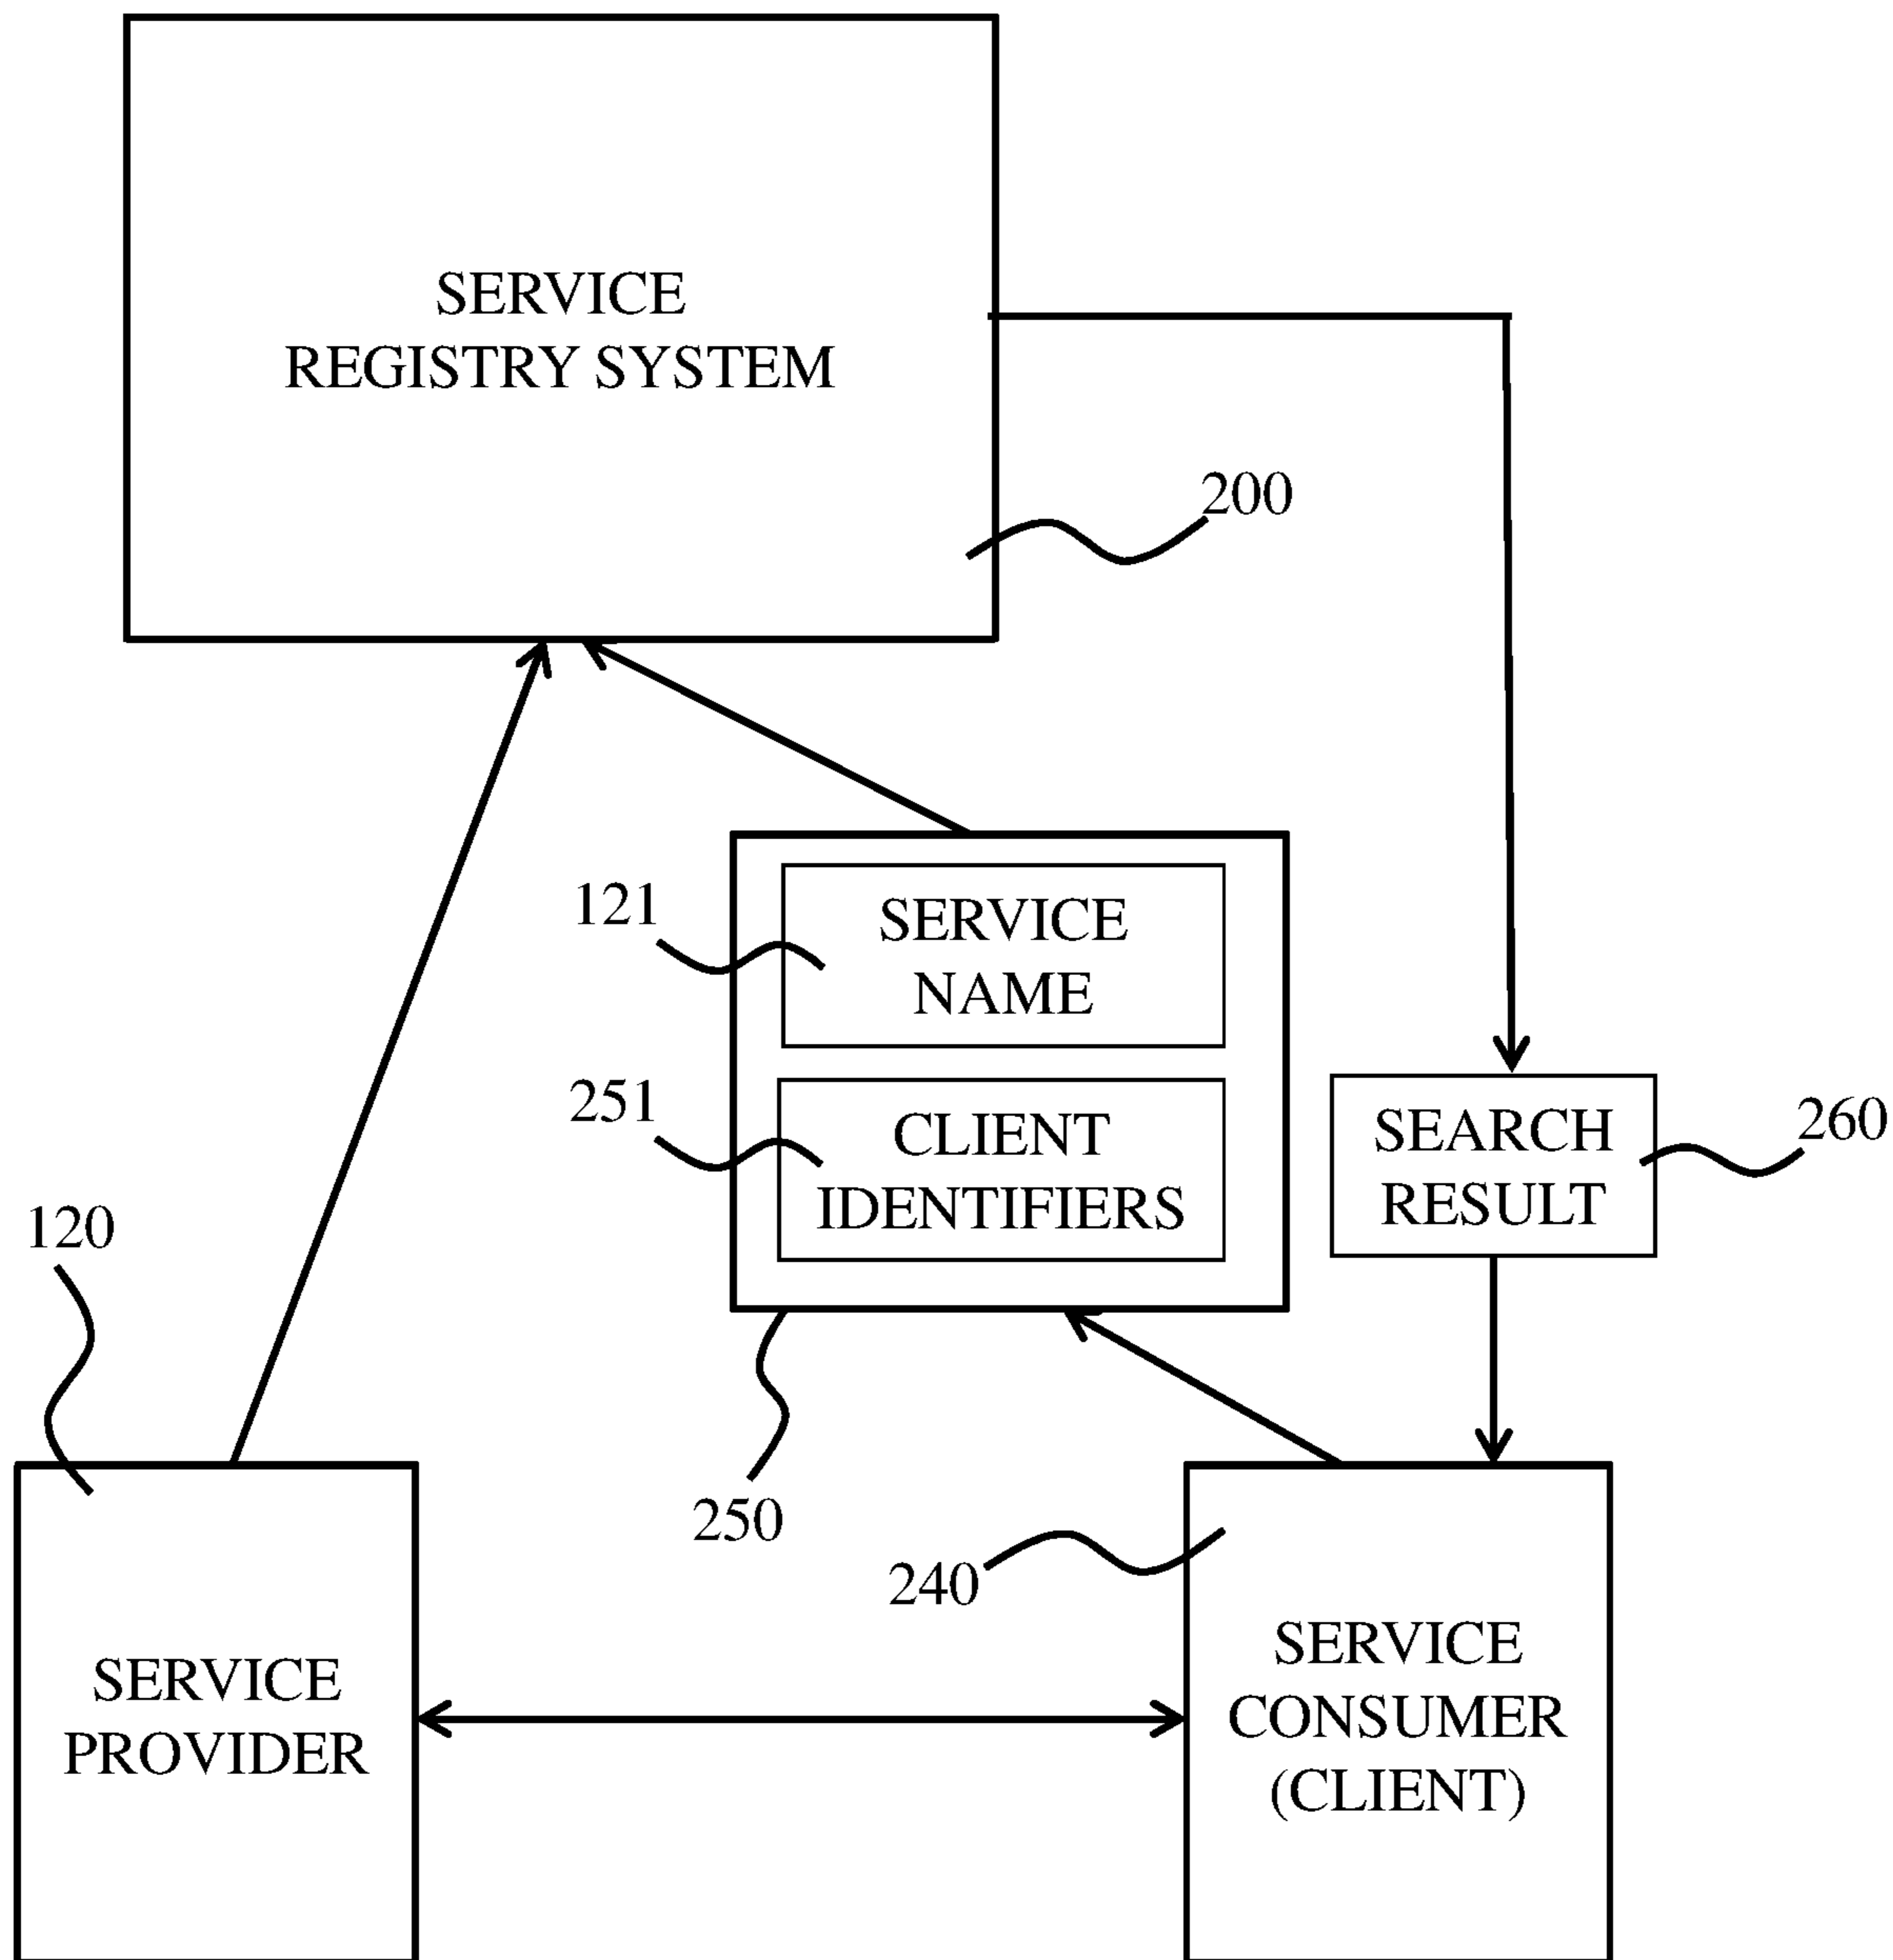 SERVICE
REGISTRY SYSTEM
200
121
SERVICE
NAME
251
CLIENT
IDENTIFIERS
SEARCH
RESULT
260
120
250
240
SERVICE
PROVIDER
SERVICE
CONSUMER
(CLIENT)